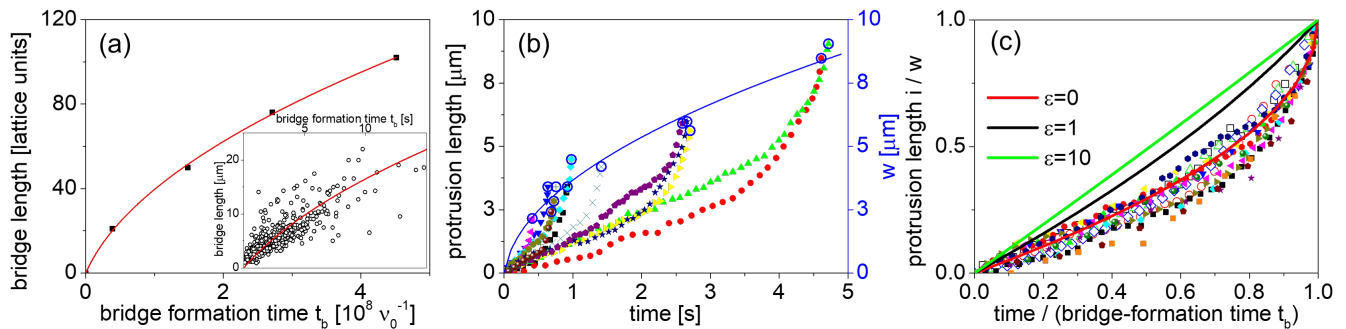 (a)
bridge length [lattice units]
120
80
40
0
0 1 2 3 4
bridge formation time t_b [10^8 ν_0^-1]
bridge formation time t_b [s]
5 10
bridge length [μm]
20
10
0
(b)
protrusion length [μm]
10
8
5
3
0
0 1 2 3 4 5
time [s]
w [μm]
10
8
5
3
0
(c)
protrusion length i / w
1.0
0.5
0.0
ε=0
ε=1
ε=10
0.0 0.2 0.4 0.6 0.8 1.0
time / (bridge-formation time t_b)